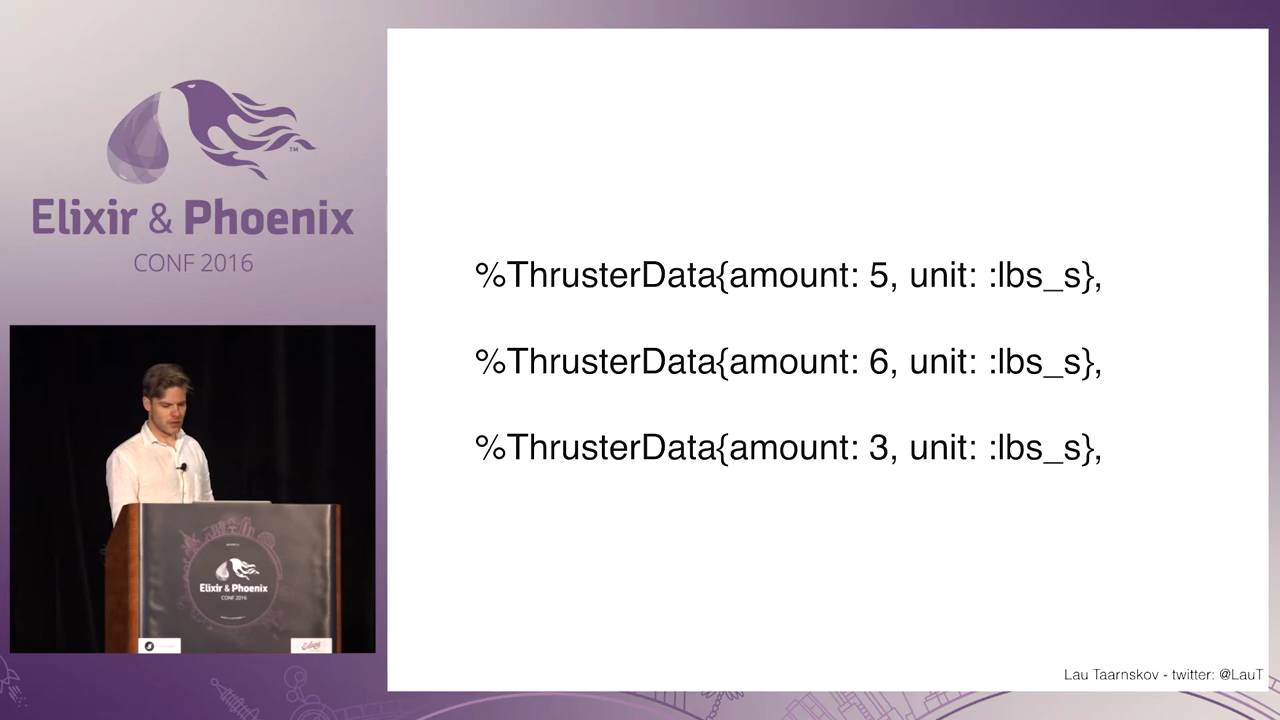 Elixir & Phoenix
TM
CONF 2016
%ThrusterData{amount: 5, unit: :lbs_s},
%ThrusterData{amount: 6, unit: :lbs_s},
%ThrusterData{amount: 3, unit: :lbs_s},
Elixir & Phoenix
CONF 2016
Lau Taarnskov - twitter: @LauT